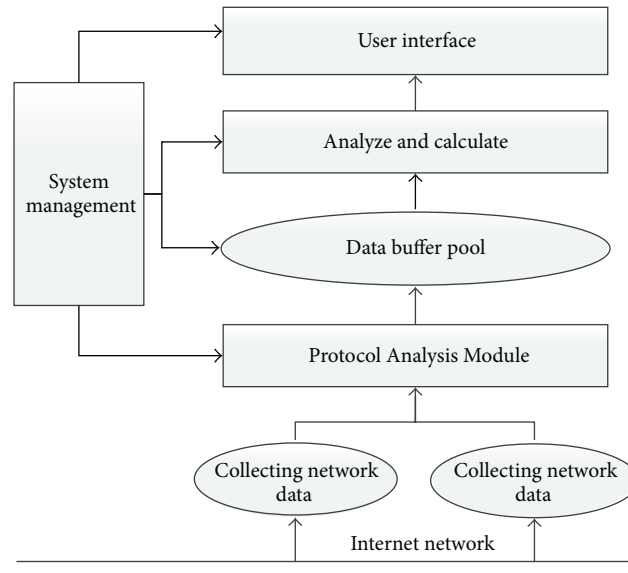 User interface
Analyze and calculate
System
management
Data buffer pool
Protocol Analysis Module
Collecting network
data
Collecting network
data
Internet network